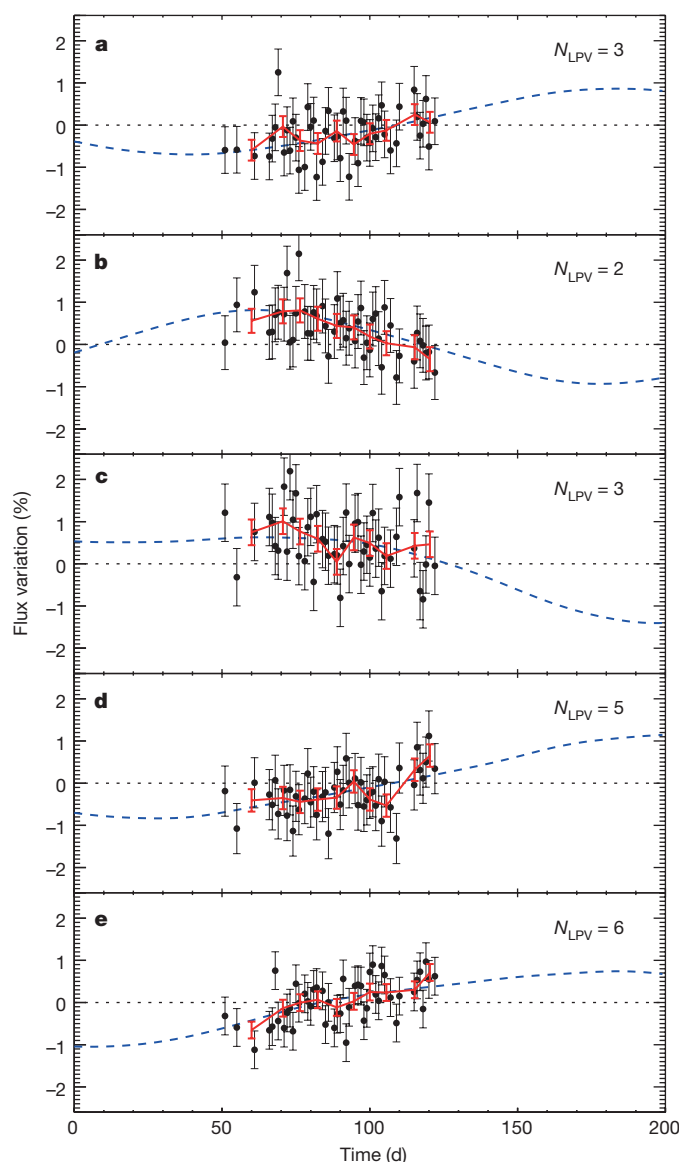 a
N_LPV = 3
2
1
0
−1
−2
b
N_LPV = 2
2
1
0
−1
−2
c
N_LPV = 3
2
1
0
−1
−2
Flux variation (%)
d
N_LPV = 5
2
1
0
−1
−2
e
N_LPV = 6
2
1
0
−1
−2
0 50 100 150 200
Time (d)